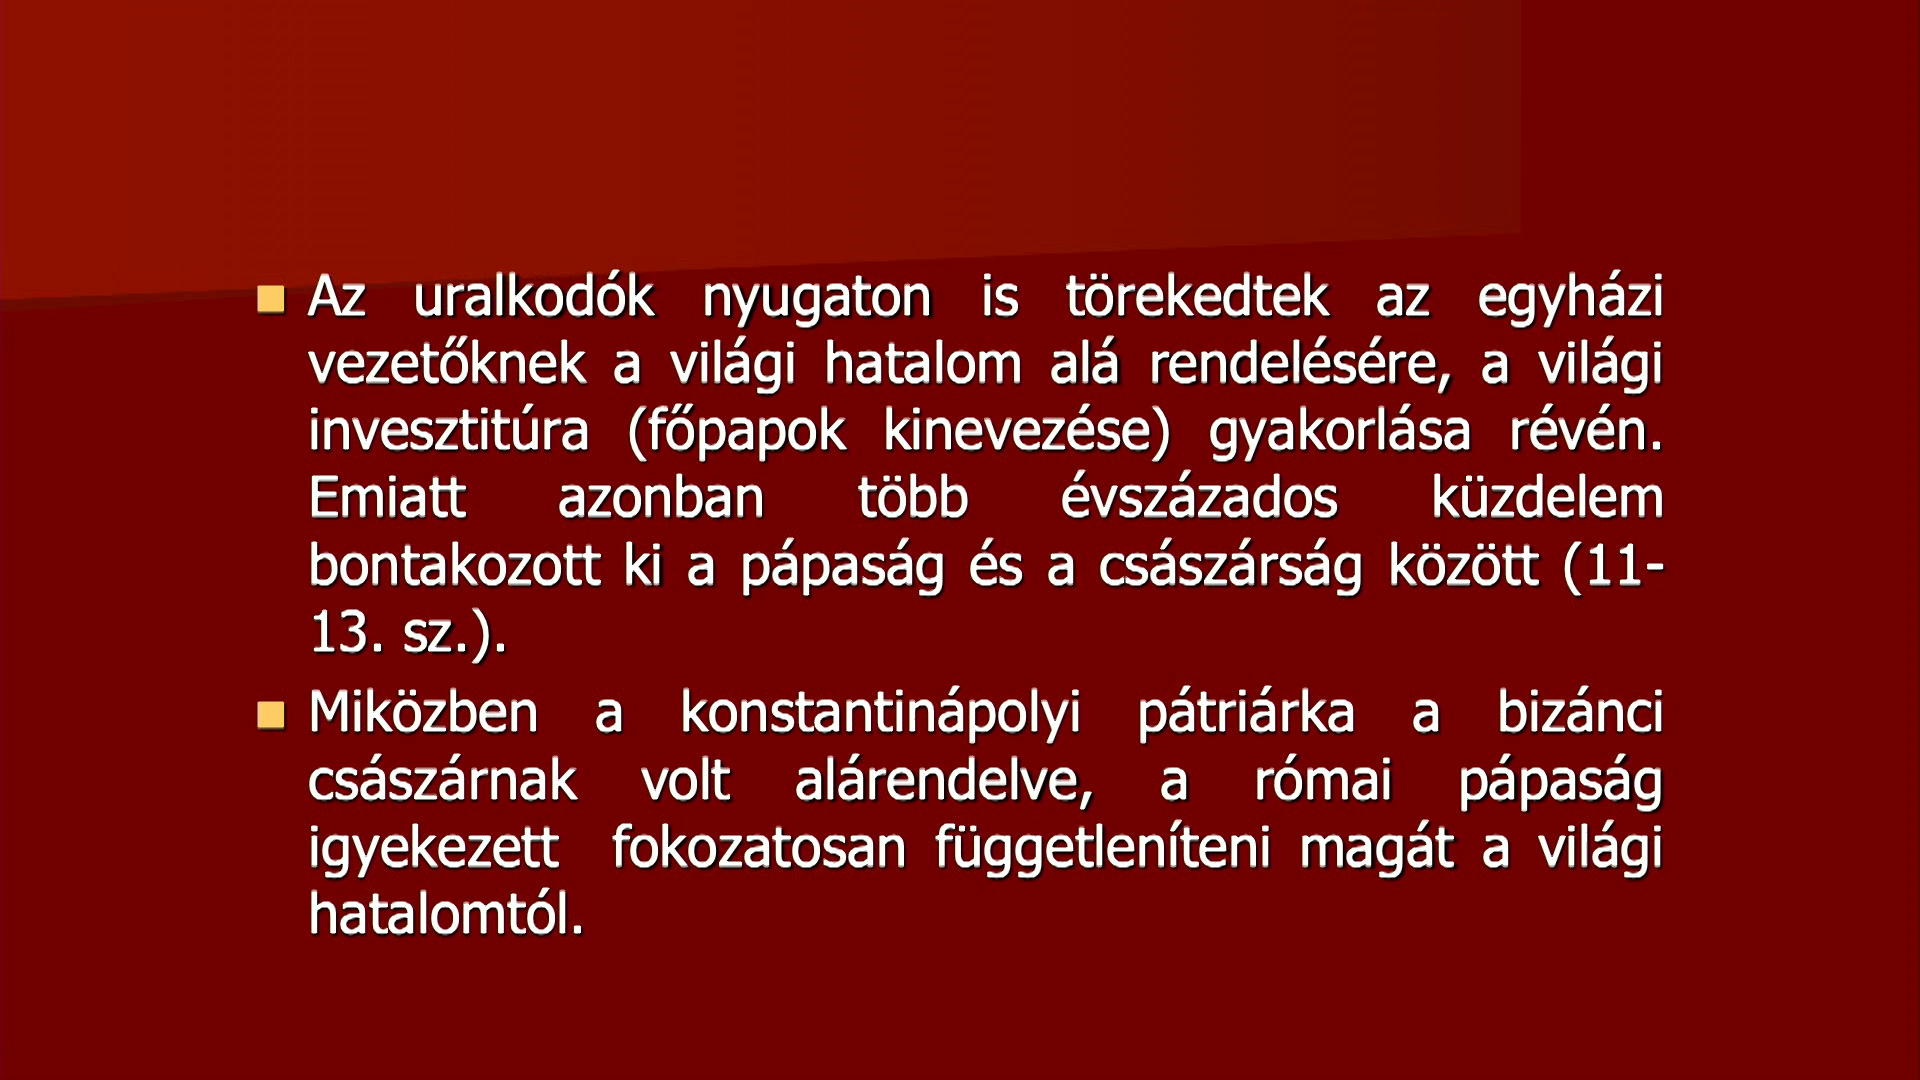 Az uralkodók nyugaton is törekedtek az egyházi
vezetőknek a világi hatalom alá rendelésére, a világi
invesztitúra (főpapok kinevezése) gyakorlása révén.
Emiatt azonban több évszázados küzdelem
bontakozott ki a pápaság és a császárság között (11-
13. sz.).
Miközben a konstantinápolyi pátriárka a bizánci
császárnak volt alárendelve, a római pápaság
igyekezett fokozatosan függetleníteni magát a világi
hatalomtól.